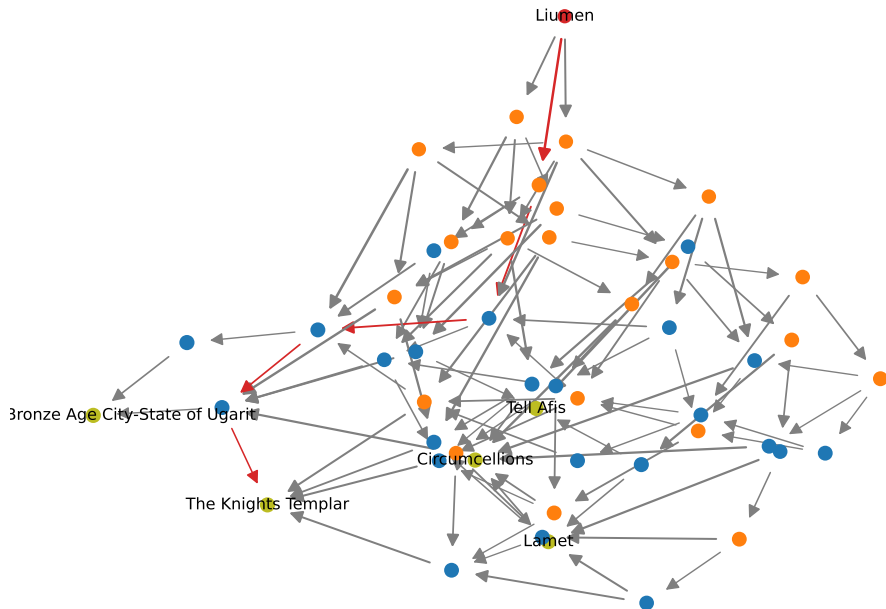 Liumen
Tell Afis
Bronze Age City-State of Ugarit
Circumcellions
The Knights Templar
Lamet